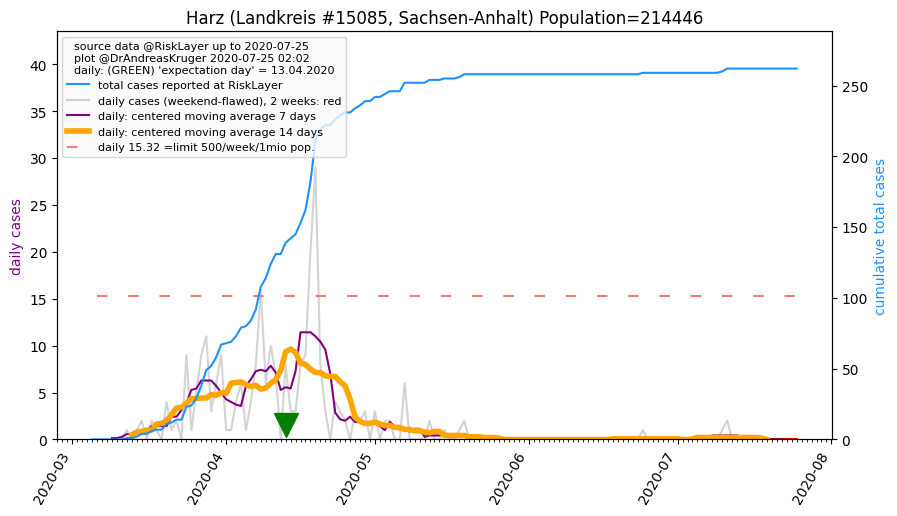 Harz (Landkreis #15085, Sachsen-Anhalt) Population=214446
source data @RiskLayer up to 2020-07-25
plot @DrAndreasKruger 2020-07-25 02:02
daily: (GREEN) 'expectation day' = 13.04.2020
total cases reported at RiskLayer
daily cases (weekend-flawed), 2 weeks: red
daily: centered moving average 7 days
daily: centered moving average 14 days
daily 15.32 =limit 500/week/1mio pop.
daily cases
40
35
30
25
20
15
10
5
0
cumulative total cases
250
200
150
100
50
0
2020-03
2020-04
2020-05
2020-06
2020-07
2020-08